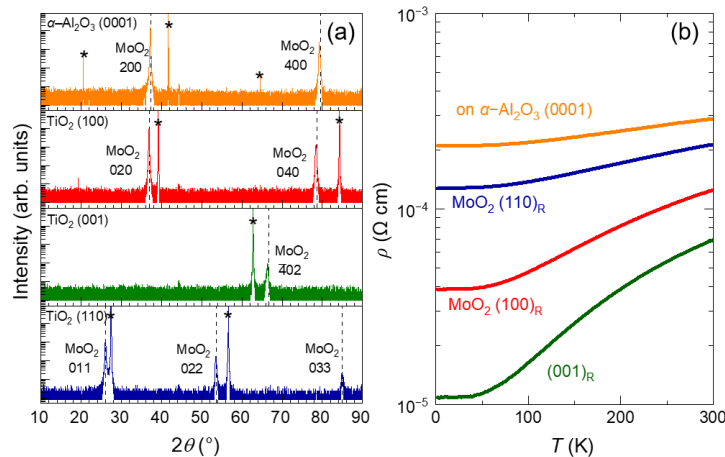 α−Al₂O₃ (0001)
(a)
*
MoO₂
200
*
*
MoO₂
400
TiO₂ (100)
MoO₂
020
*
MoO₂
040
*
TiO₂ (001)
*
MoO₂
4̅02
TiO₂ (110)
MoO₂
011
*
MoO₂
022
*
MoO₂
033
Intensity (arb. units)
10 20 30 40 50 60 70 80 90
2θ (°)
(b)
10⁻³
10⁻⁴
10⁻⁵
ρ (Ω cm)
on α−Al₂O₃ (0001)
MoO₂ (110)R
MoO₂ (100)R
(001)R
0 100 200 300
T (K)